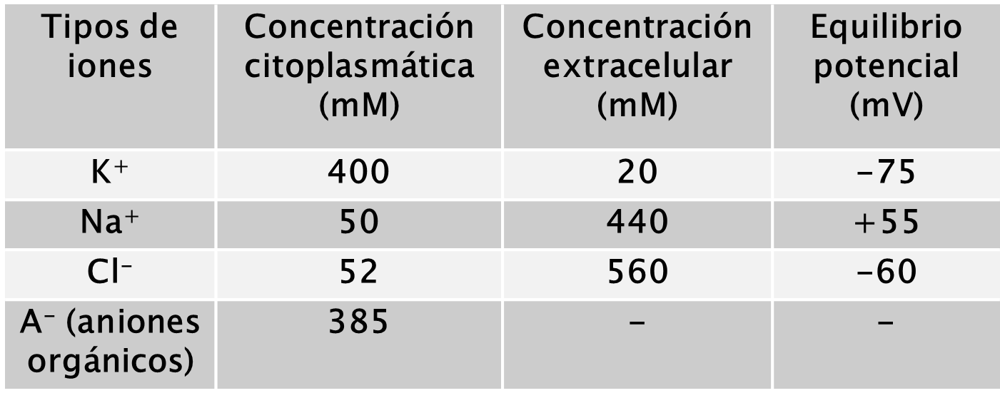 Tipos de iones
Concentración citoplasmática (mM)
Concentración extracelular (mM)
Equilibrio potencial (mV)
K⁺ 400 20 -75
Na⁺ 50 440 +55
Cl⁻ 52 560 -60
A⁻ (aniones orgánicos) 385 - -